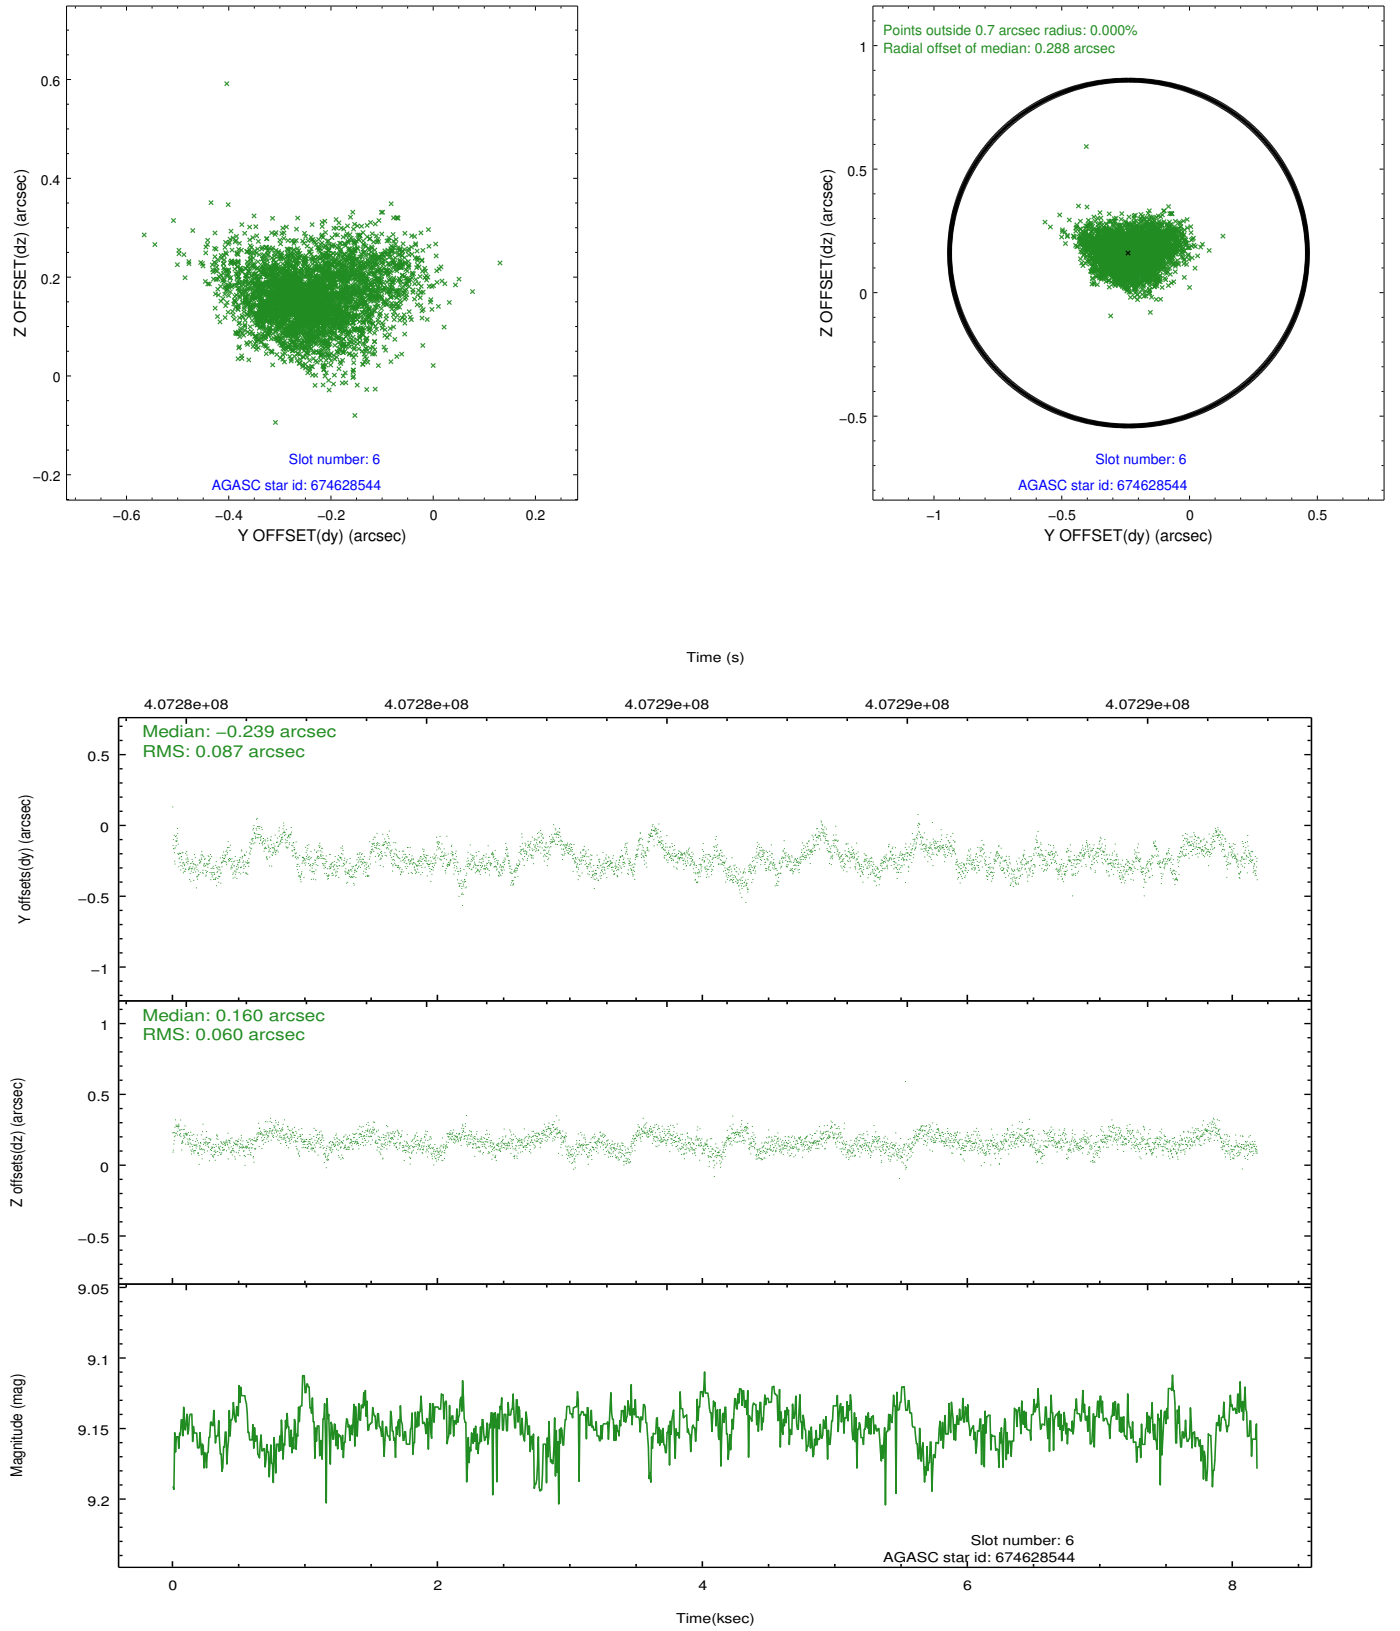 0.6
0.4
0.2
0
−0.2
Z OFFSET(dz) (arcsec)
Slot number: 6
AGASC star id: 674628544
−0.6
−0.4
−0.2
0
0.2
Y OFFSET(dy) (arcsec)
Points outside 0.7 arcsec radius: 0.000%
Radial offset of median: 0.288 arcsec
1
0.5
0
−0.5
Z OFFSET(dz) (arcsec)
Slot number: 6
AGASC star id: 674628544
−1
−0.5
0
0.5
Y OFFSET(dy) (arcsec)
Time (s)
4.0728e+08
4.0728e+08
4.0729e+08
4.0729e+08
4.0729e+08
Median: −0.239 arcsec
RMS: 0.087 arcsec
0.5
0
−0.5
−1
Y offsets(dy) (arcsec)
Median: 0.160 arcsec
RMS: 0.060 arcsec
1
0.5
0
−0.5
Z offsets(dz) (arcsec)
9.05
9.1
9.15
9.2
Magnitude (mag)
Slot number: 6
AGASC star id: 674628544
0
2
4
6
8
Time(ksec)